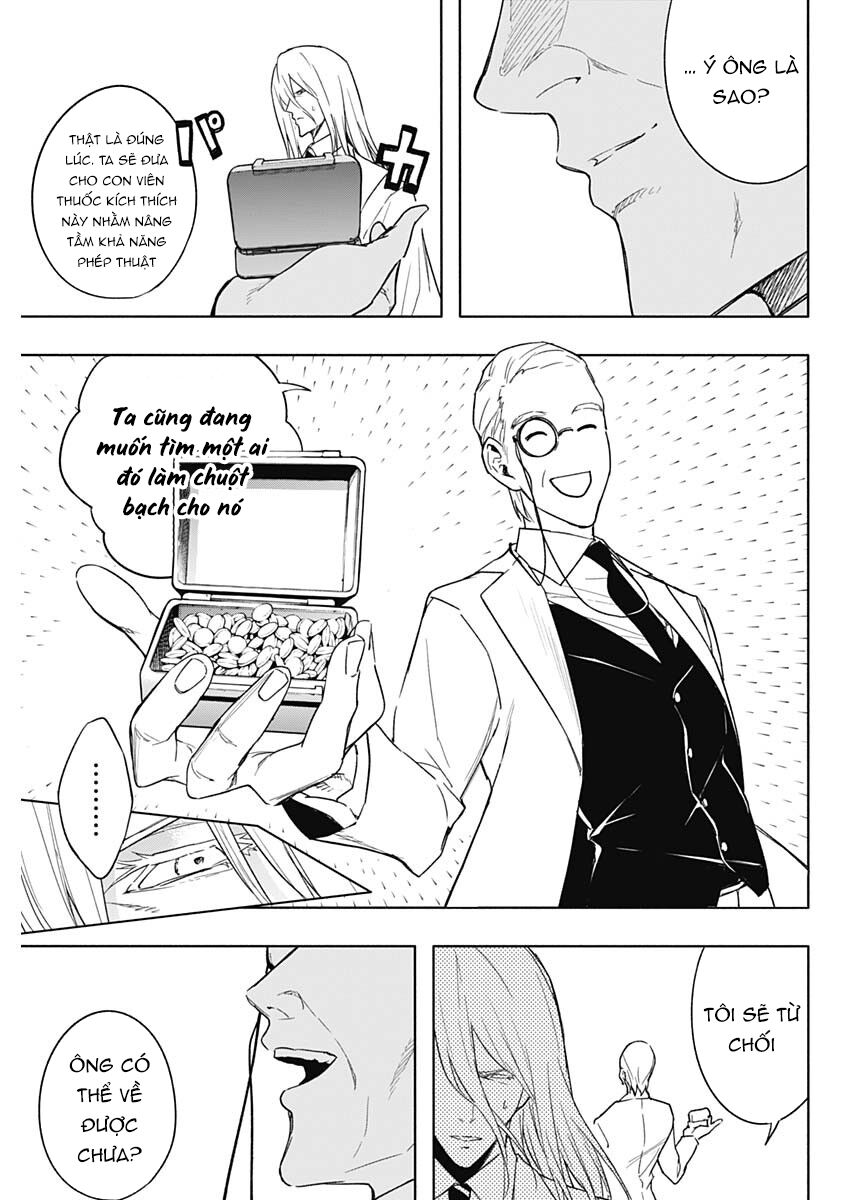 ... Ý ÔNG LÀ
SAO?
カパ
THẬT LÀ ĐÚNG
LÚC. TA SẼ ĐƯA
CHO CON VIÊN
THUỐC KÍCH THÍCH
NÀY NHẰM NÂNG
TẦM KHẢ NĂNG
PHÉP THUẬT
Ta cũng đang
muốn tìm một ai
đó làm chuột
bạch cho nó
........
TÔI SẼ TỪ
CHỐI
ÔNG CÓ
THỂ VỀ
ĐƯỢC
CHƯA?